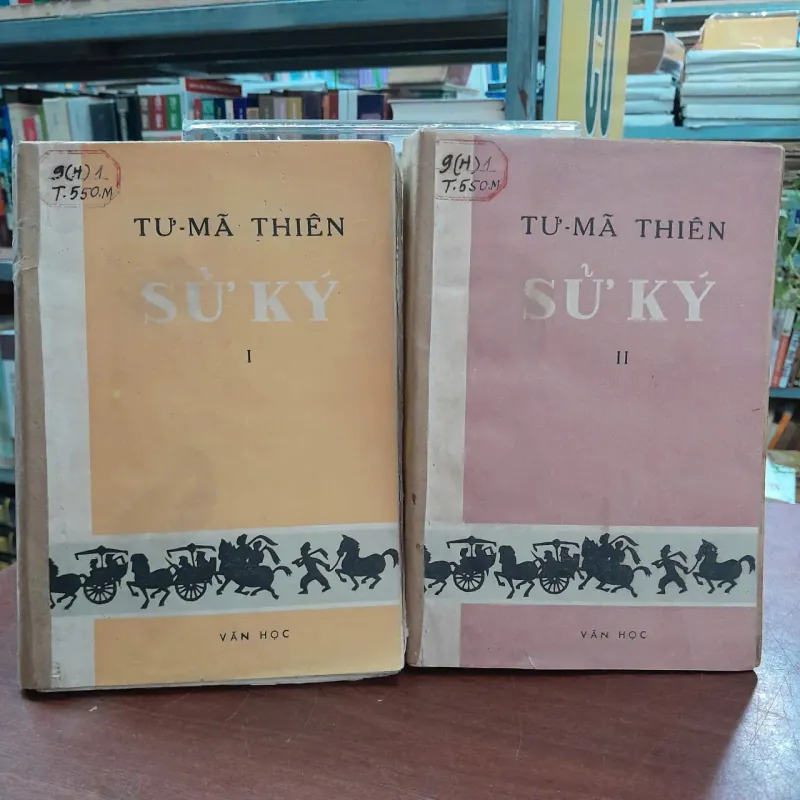 9(H)1
T.550.M
TƯ-MÃ THIÊN
SỬ KÝ
I
VĂN HỌC
9(H)1
T.550.M
TƯ-MÃ THIÊN
SỬ KÝ
II
VĂN HỌC